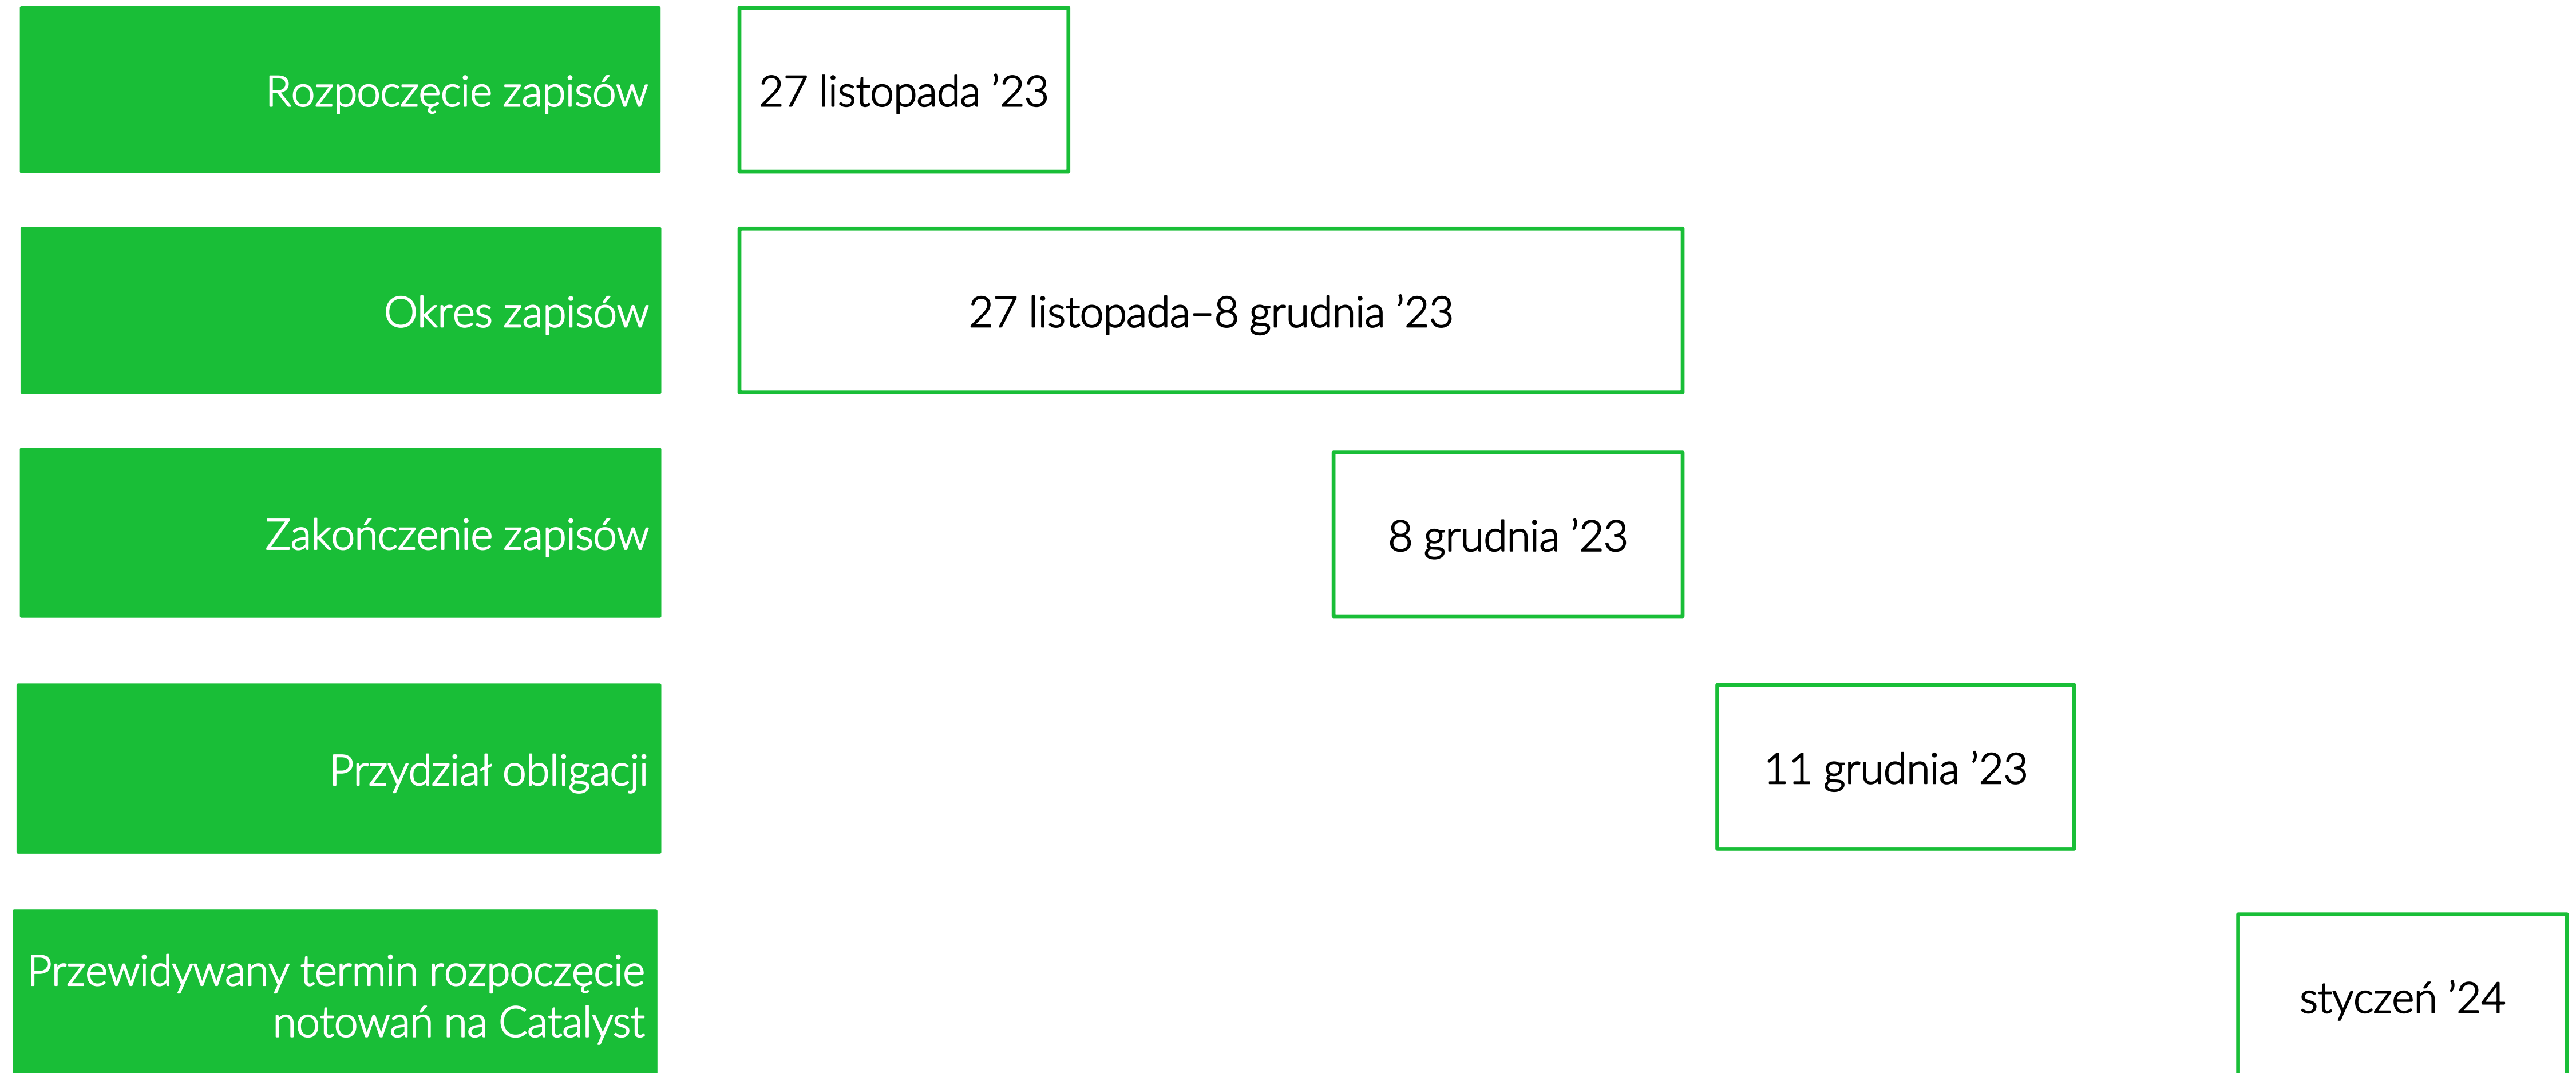 Rozpoczęcie zapisów
27 listopada ’23
Okres zapisów
27 listopada–8 grudnia ’23
Zakończenie zapisów
8 grudnia ’23
Przydział obligacji
11 grudnia ’23
Przewidywany termin rozpoczęcie
notowań na Catalyst
styczeń ’24